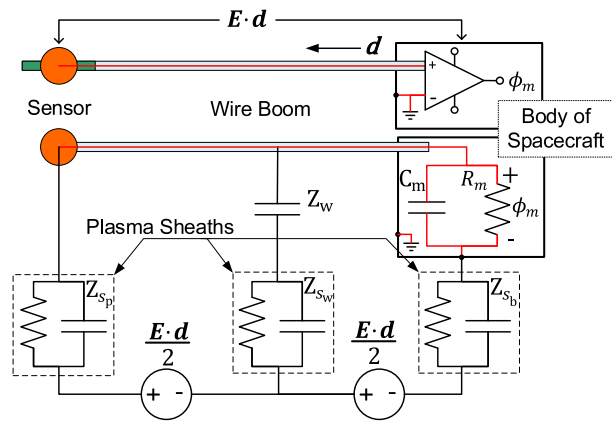 E·d
d
+
-
ϕm
Sensor
Wire Boom
Body of
Spacecraft
Cm
Rm
+
ϕm
-
Zw
Plasma Sheaths
Zsp
Zsw
Zsb
E·d
2
E·d
2
+ -
+ -